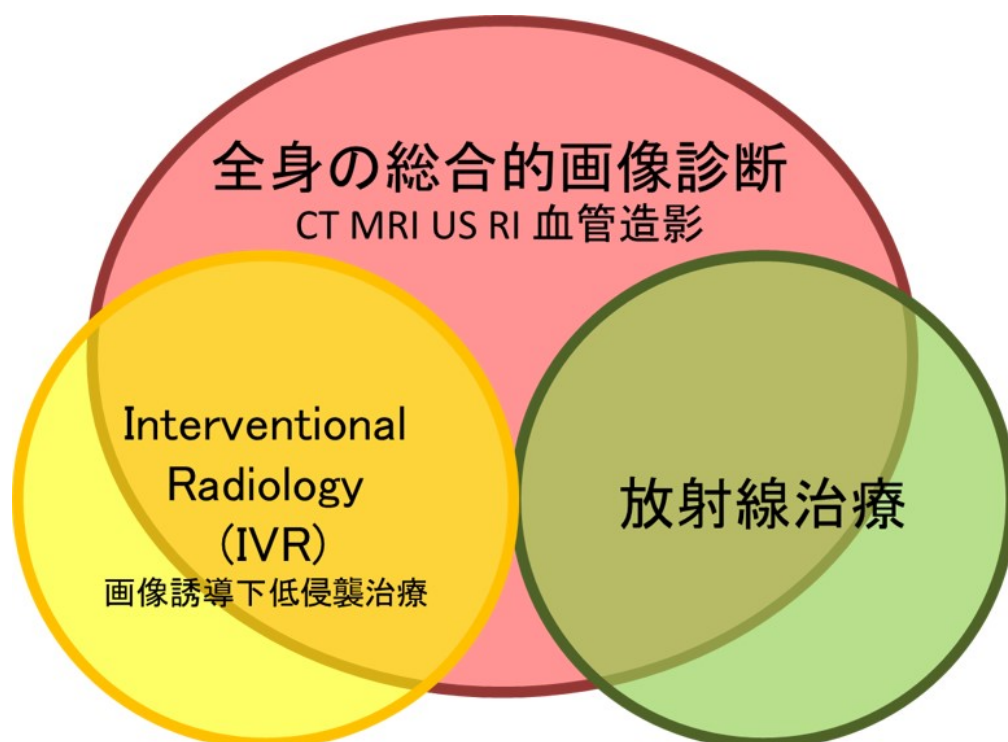 全身の総合的画像診断
CT MRI US RI 血管造影
Interventional
Radiology
(IVR)
画像誘導下低侵襲治療
放射線治療